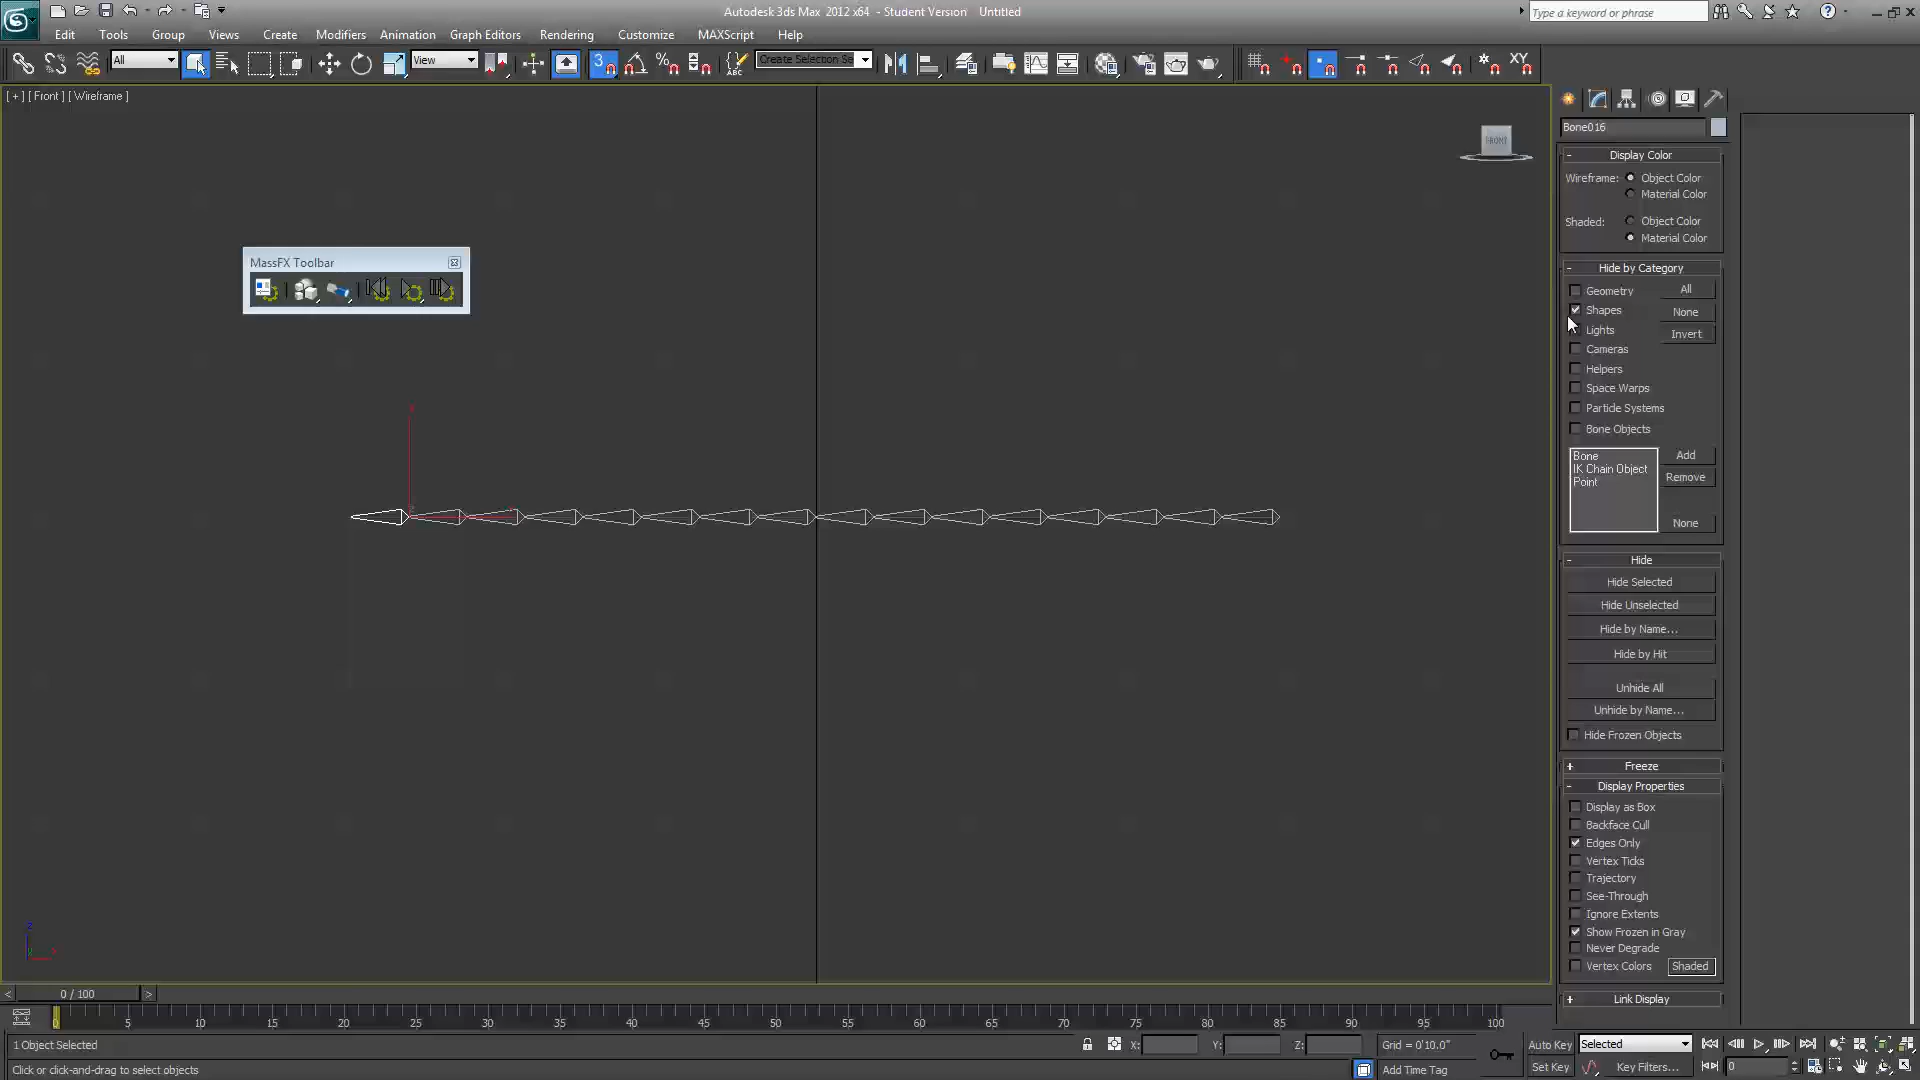 Autodesk 3ds Max 2012 x64 - Student Version Untitled
Type a keyword or phrase
Edit Tools Group Views Create Modifiers Animation Graph Editors Rendering Customize MAXScript Help
All
View
3
Create Selection Se
XY
[ + ] [ Front ] [ Wireframe ]
FRONT
Bone016
- Display Color
Wireframe: Object Color
Material Color
Shaded: Object Color
Material Color
MassFX Toolbar
- Hide by Category
Geometry All
Shapes None
Lights Invert
Cameras
Helpers
Space Warps
Particle Systems
Bone Objects
Bone Add
IK Chain Object Remove
Point
None
- Hide
Hide Selected
Hide Unselected
Hide by Name...
Hide by Hit
Unhide All
Unhide by Name...
Hide Frozen Objects
+ Freeze
- Display Properties
Display as Box
Backface Cull
Edges Only
Vertex Ticks
Trajectory
See-Through
Ignore Extents
Show Frozen in Gray
Never Degrade
Vertex Colors Shaded
+ Link Display
< 0 / 100 >
0 5 10 15 20 25 30 35 40 45 50 55 60 65 70 75 80 85 90 95 100
1 Object Selected X: Y: Z: Grid = 0'10.0" Auto Key Selected
Click or click-and-drag to select objects Add Time Tag Set Key Key Filters... 0